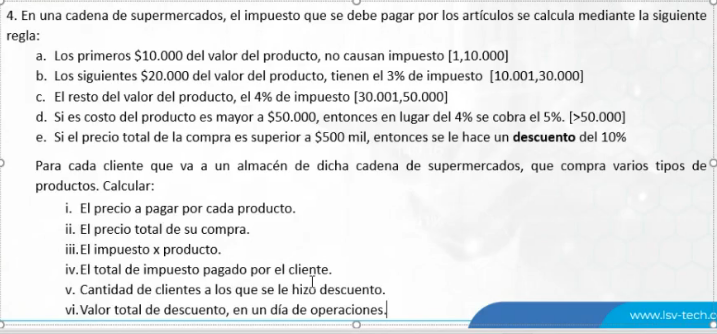 4. En una cadena de supermercados, el impuesto que se debe pagar por los artículos se calcula mediante la siguiente
regla:
a. Los primeros $10.000 del valor del producto, no causan impuesto [1,10.000]
b. Los siguientes $20.000 del valor del producto, tienen el 3% de impuesto [10.001,30.000]
c. El resto del valor del producto, el 4% de impuesto [30.001,50.000]
d. Si es costo del producto es mayor a $50.000, entonces en lugar del 4% se cobra el 5%. [>50.000]
e. Si el precio total de la compra es superior a $500 mil, entonces se le hace un descuento del 10%
Para cada cliente que va a un almacén de dicha cadena de supermercados, que compra varios tipos de
productos. Calcular:
i. El precio a pagar por cada producto.
ii. El precio total de su compra.
iii. El impuesto x producto.
iv. El total de impuesto pagado por el cliente.
v. Cantidad de clientes a los que se le hizo descuento.
vi. Valor total de descuento, en un día de operaciones.
www.lsv-tech.c